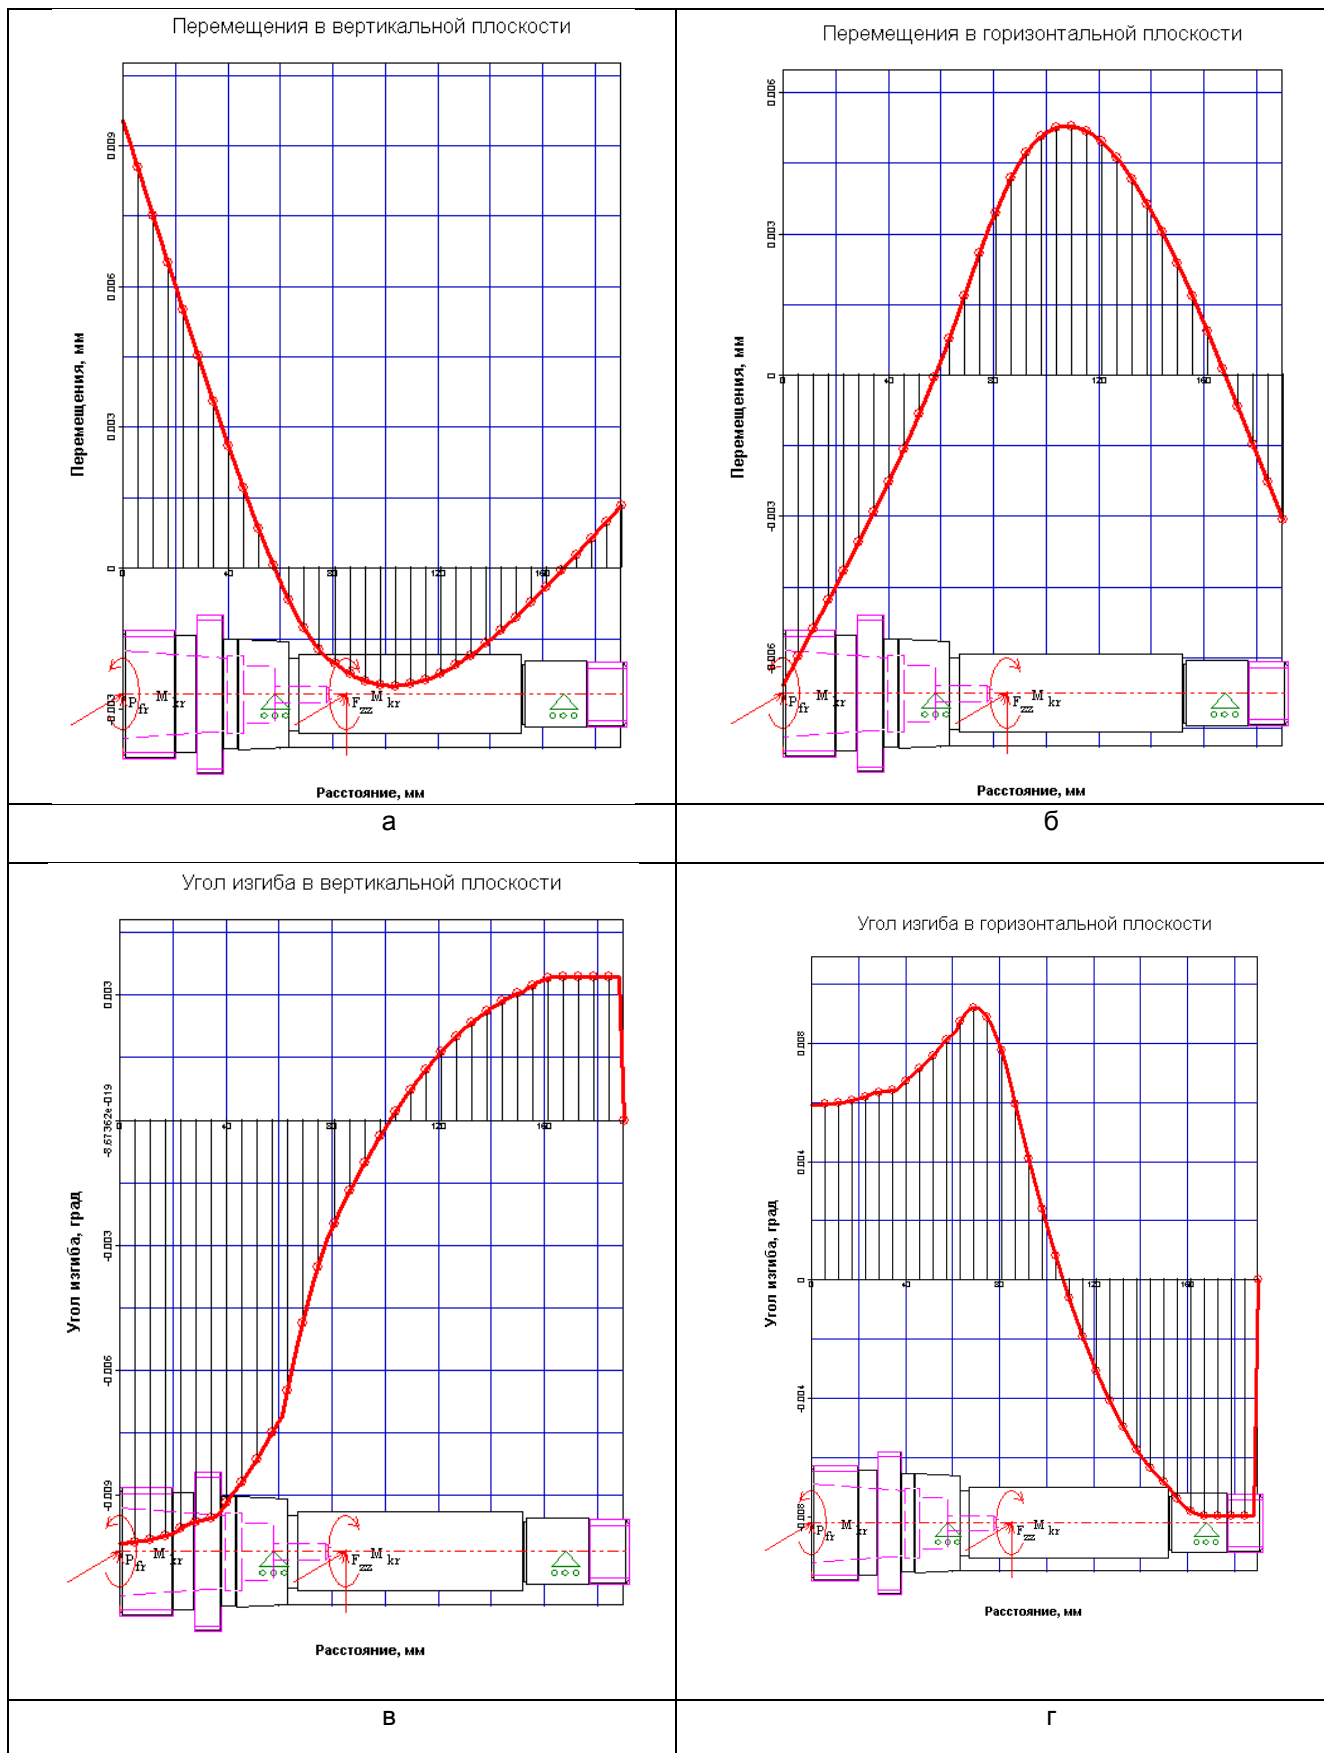 Перемещения в вертикальной плоскости
0.009
0.006
0.003
0
-0.003
Перемещения, мм
0
40
80
120
160
P fr
M kr
F zz
M kr
Расстояние, мм
а
Перемещения в горизонтальной плоскости
0.006
0.003
0
-0.003
-0.006
Перемещения, мм
0
40
80
120
160
P fr
M kr
F zz
M kr
Расстояние, мм
б
Угол изгиба в вертикальной плоскости
0.003
-8.67362e-019
-0.003
-0.006
-0.009
Угол изгиба, град
0
40
80
120
160
P fr
M kr
F zz
M kr
Расстояние, мм
в
Угол изгиба в горизонтальной плоскости
0.008
0.004
0
-0.004
-0.008
Угол изгиба, град
0
40
80
120
160
P fr
M kr
F zz
M kr
Расстояние, мм
г